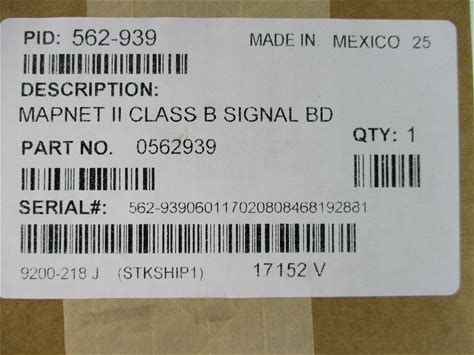 PID: 562-939 MADE IN MEXICO 25
DESCRIPTION:
MAPNET II CLASS B SIGNAL BD
PART NO. 0562939 QTY: 1
SERIAL#: 562-9390601170208084681928​81
9200-218 J (STKSHIP1) 17152 V